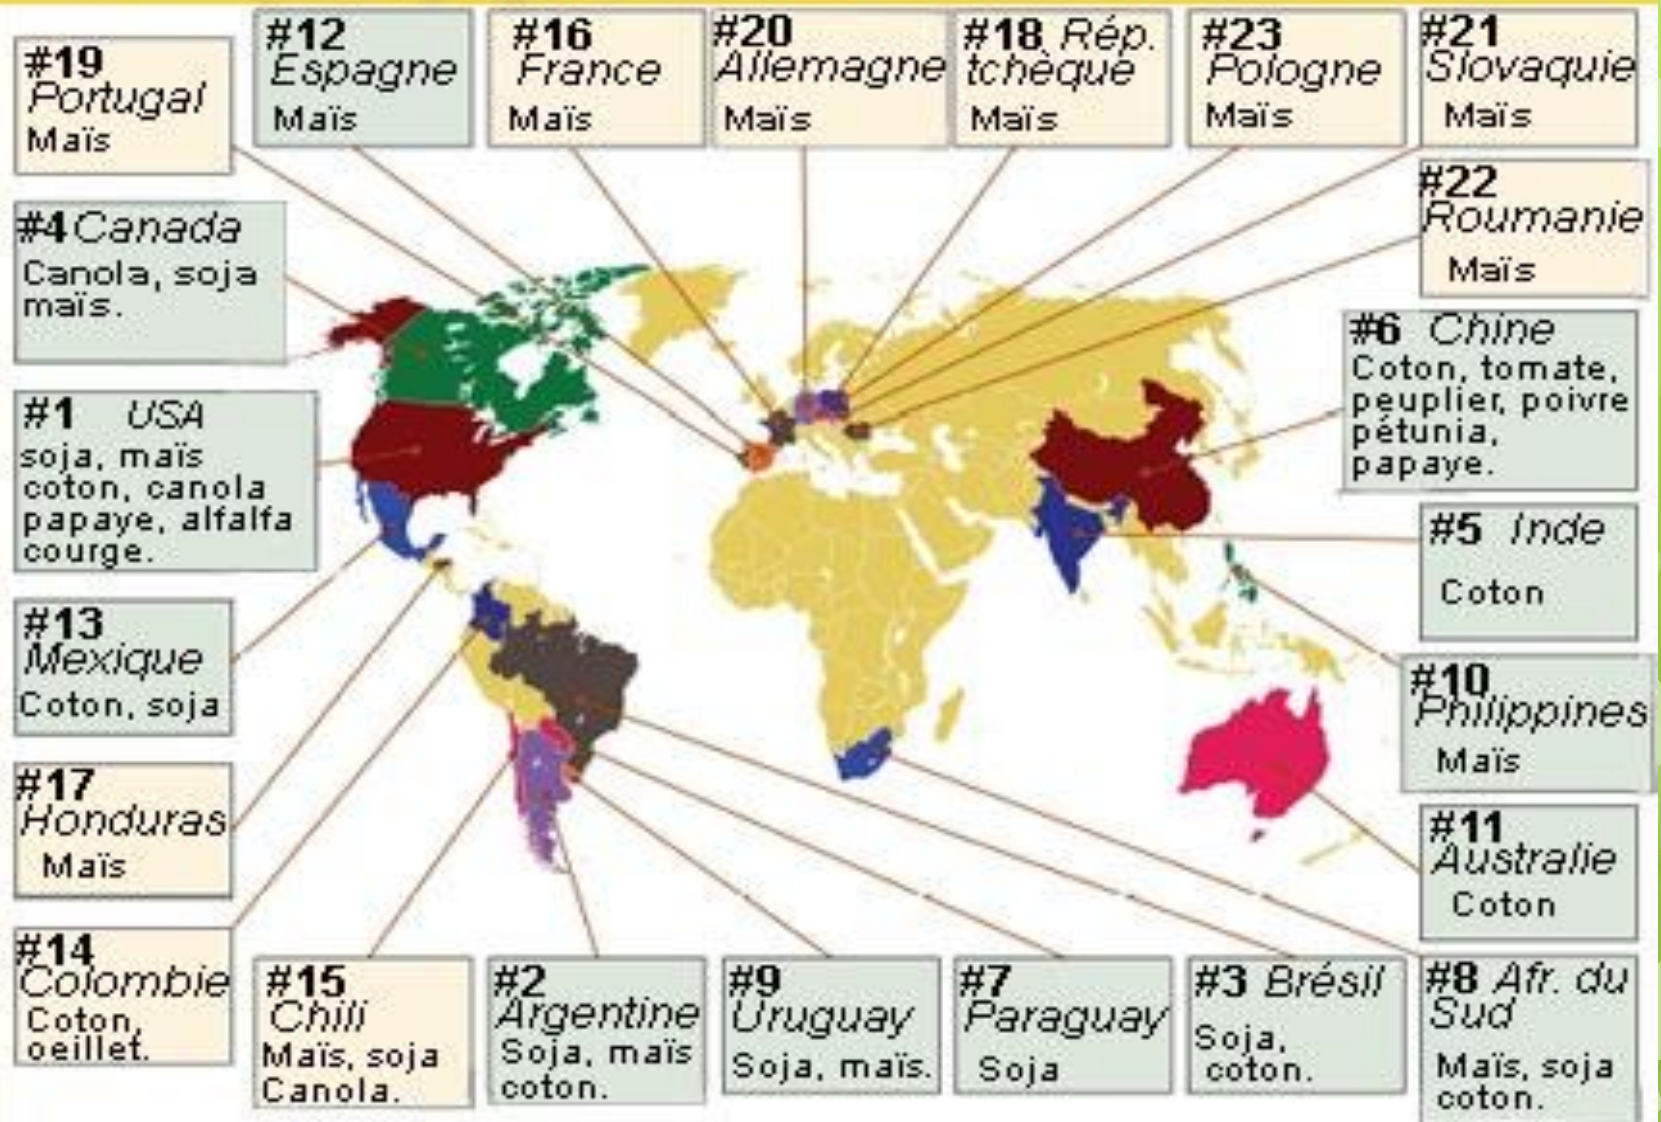 #19
Portugal
Maïs
#12
Espagne
Maïs
#16
France
Maïs
#20
Allemagne
Maïs
#18 Rép.
tchèque
Maïs
#23
Pologne
Maïs
#21
Slovaquie
Maïs
#22
Roumanie
Maïs
#4 Canada
Canola, soja
maïs.
#6 Chine
Coton, tomate,
peuplier, poivre
pétunia,
papaye.
#1 USA
soja, maïs
coton, canola
papaye, alfalfa
courge.
#5 Inde
Coton
#13
Mexique
Coton, soja
#10
Philippines
Maïs
#17
Honduras
Maïs
#11
Australie
Coton
#14
Colombie
Coton,
oeillet.
#15
Chili
Maïs, soja
Canola.
#2
Argentine
Soja, maïs
coton.
#9
Uruguay
Soja, maïs.
#7
Paraguay
Soja
#3 Brésil
Soja,
coton.
#8 Afr. du
Sud
Maïs, soja
coton.